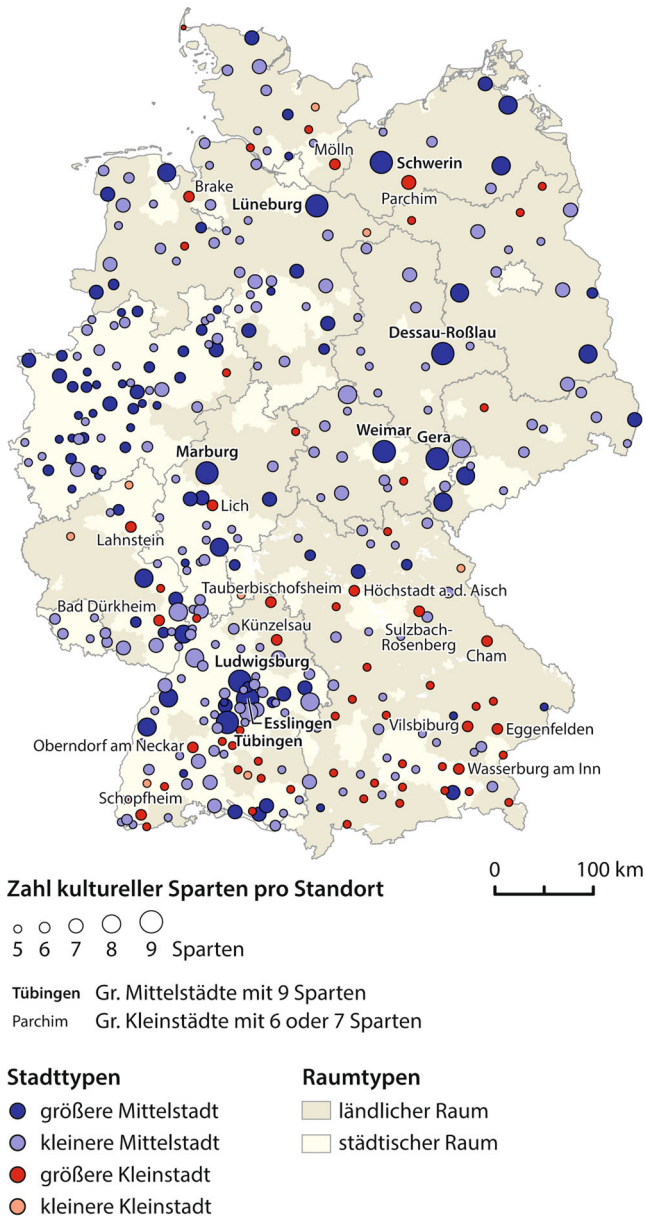 Mölln
Schwerin
Brake
Parchim
Lüneburg
Dessau-Roßlau
Weimar
Gera
Marburg
Lich
Lahnstein
Tauberbischofsheim
Höchstadt a.d. Aisch
Bad Dürkheim
Künzelsau
Sulzbach-
Rosenberg
Cham
Ludwigsburg
Esslingen
Vilsbiburg
Eggenfelden
Tübingen
Oberndorf am Neckar
Wasserburg am Inn
Schopfheim
0 100 km
Zahl kultureller Sparten pro Standort
5 6 7 8 9 Sparten
Tübingen Gr. Mittelstädte mit 9 Sparten
Parchim Gr. Kleinstädte mit 6 oder 7 Sparten
Stadttypen
größere Mittelstadt
kleinere Mittelstadt
größere Kleinstadt
kleinere Kleinstadt
Raumtypen
ländlicher Raum
städtischer Raum